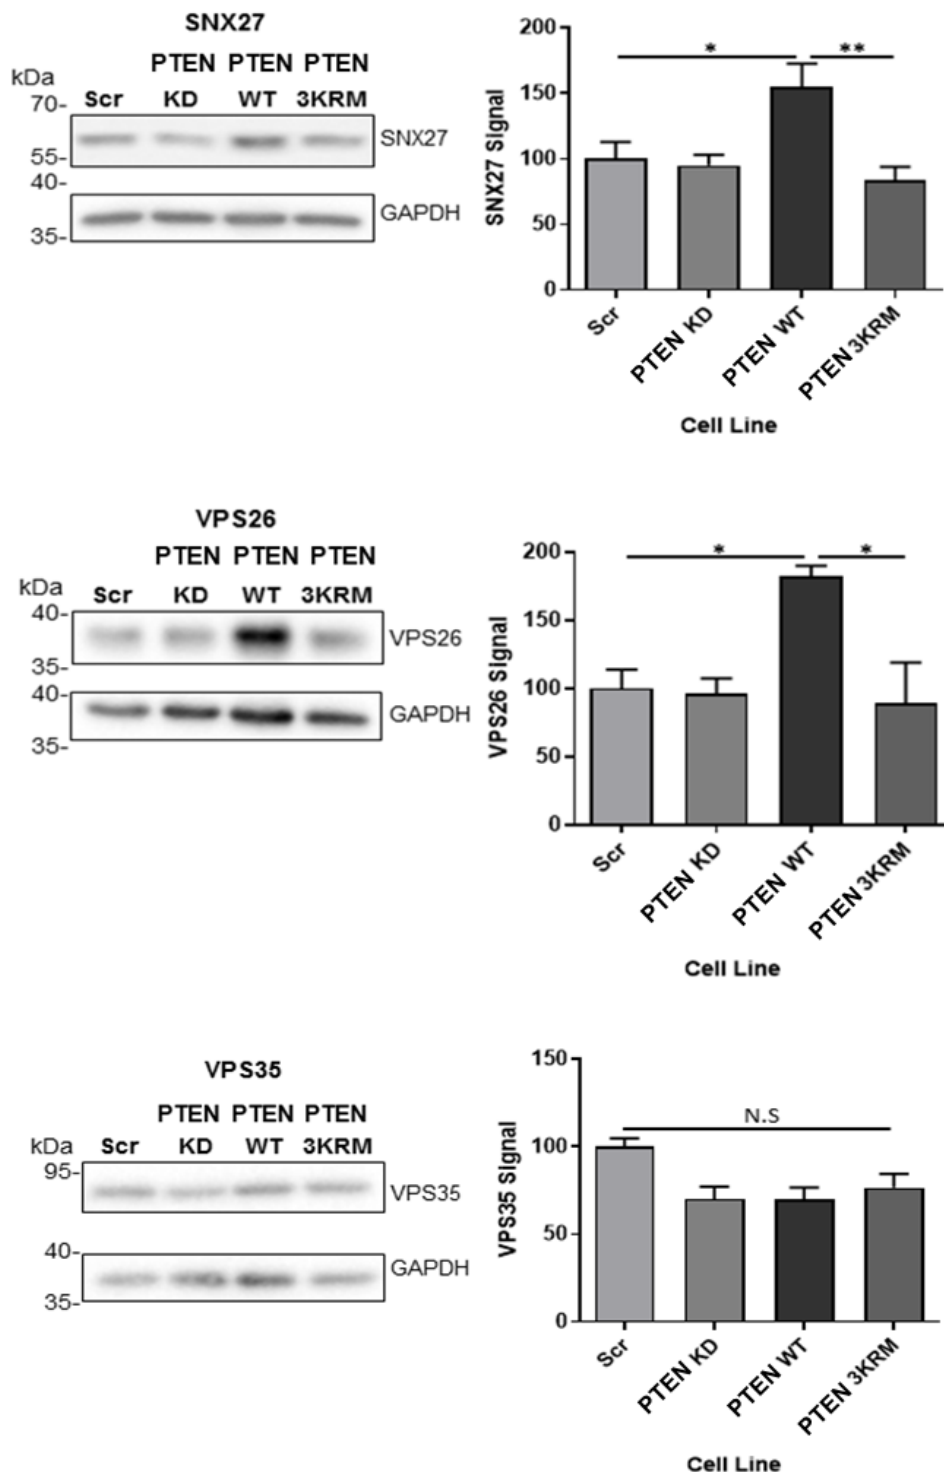 SNX27
PTEN PTEN PTEN
kDa
Scr KD WT 3KRM
70-
SNX27
55-
40-
GAPDH
35-
200
150
100
50
0
SNX27 Signal
* **
Scr
PTEN KD
PTEN WT
PTEN 3KRM
Cell Line
VPS26
PTEN PTEN PTEN
kDa
Scr KD WT 3KRM
40-
VPS26
35-
40-
GAPDH
35-
200
150
100
50
0
VPS26 Signal
* *
Scr
PTEN KD
PTEN WT
PTEN 3KRM
Cell Line
VPS35
PTEN PTEN PTEN
kDa Scr KD WT 3KRM
95-
VPS35
40-
GAPDH
35-
150
100
50
0
VPS35 Signal
N.S
Scr
PTEN KD
PTEN WT
PTEN 3KRM
Cell Line